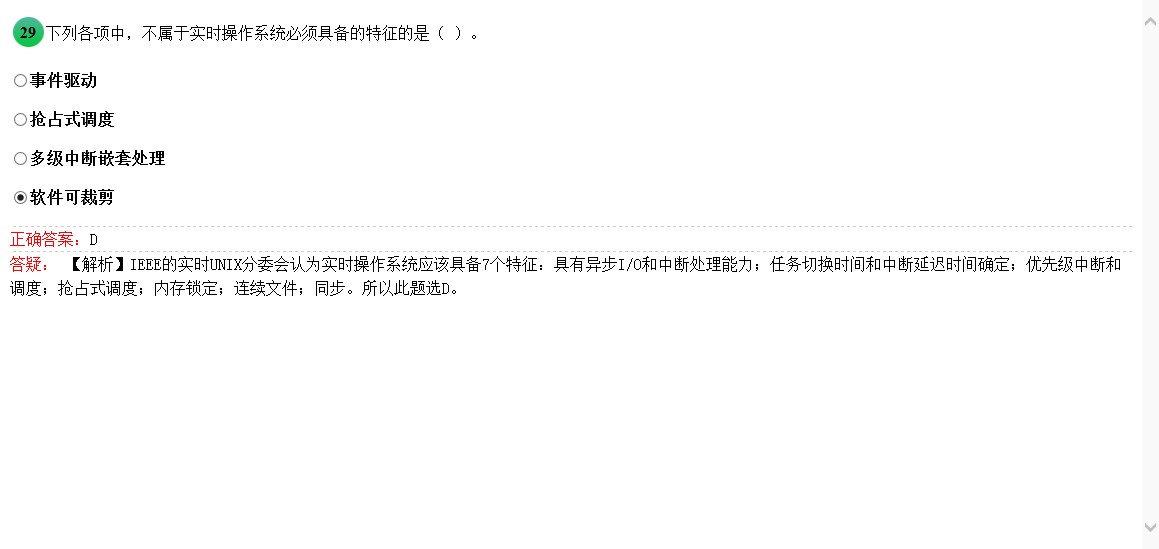 29 下列各项中，不属于实时操作系统必须具备的特征的是（ ）。
事件驱动
抢占式调度
多级中断嵌套处理
软件可裁剪
正确答案：D
答疑： 【解析】IEEE的实时UNIX分委会认为实时操作系统应该具备7个特征：具有异步I/O和中断处理能力；任务切换时间和中断延迟时间确定；优先级中断和
调度；抢占式调度；内存锁定；连续文件；同步。所以此题选D。